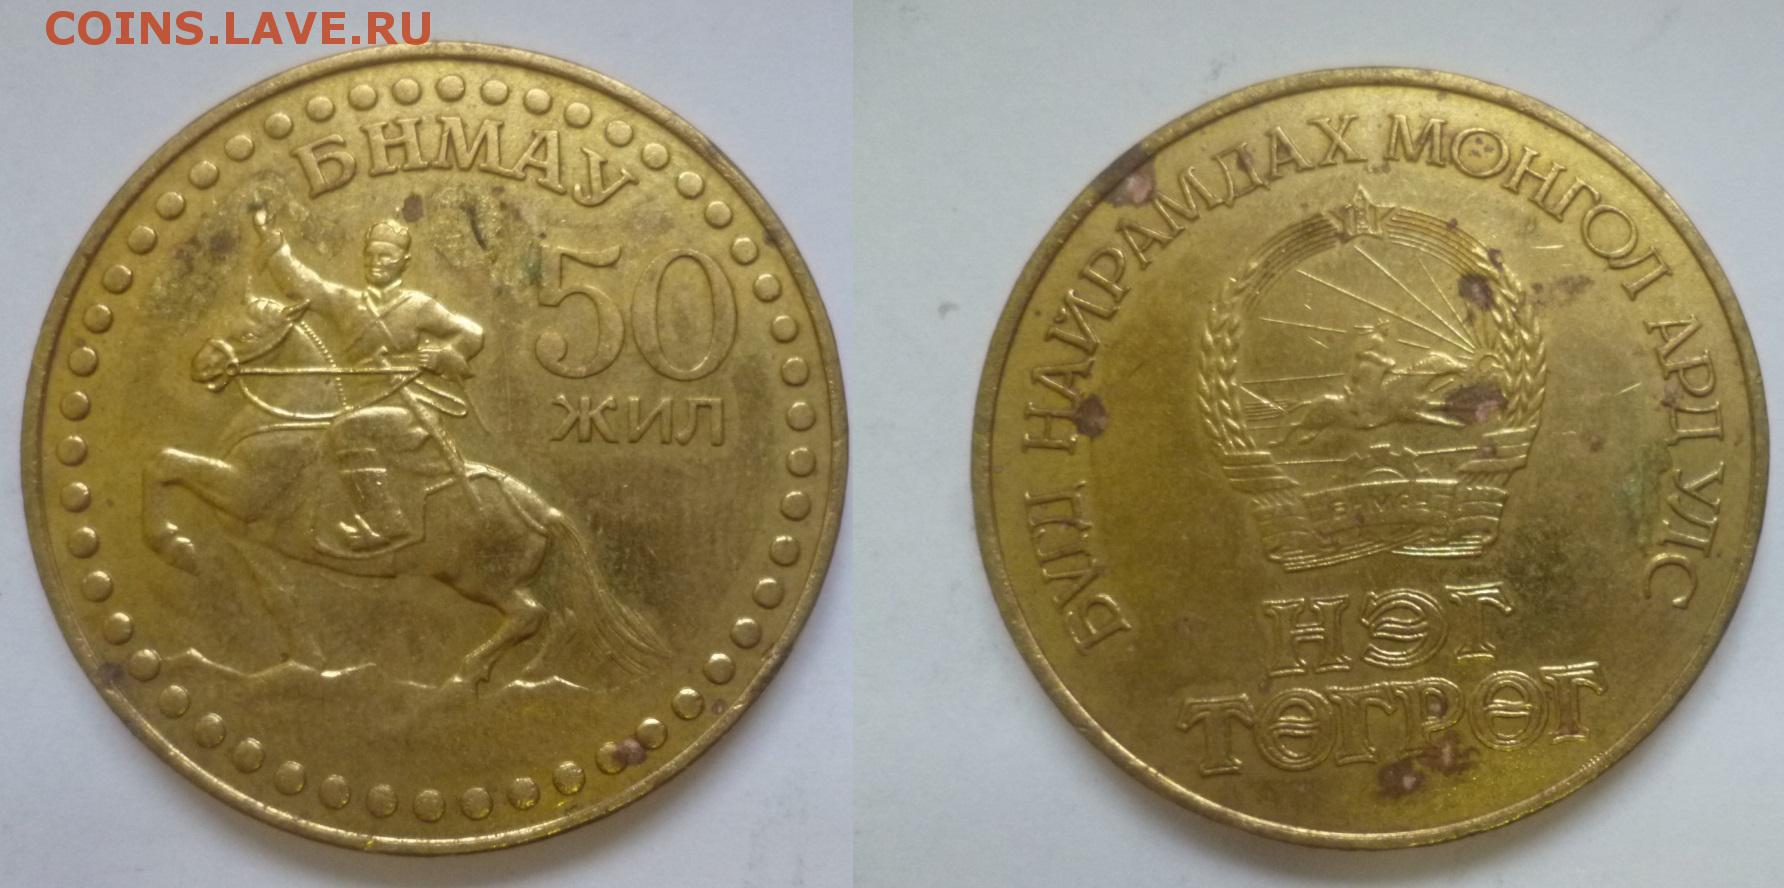 COINS.LAVE.RU
БНМАУ
50
ЖИЛ
БҮГД НАЙРАМДАХ МОНГОЛ АРД УЛС
НЭГ
ТӨГРӨГ